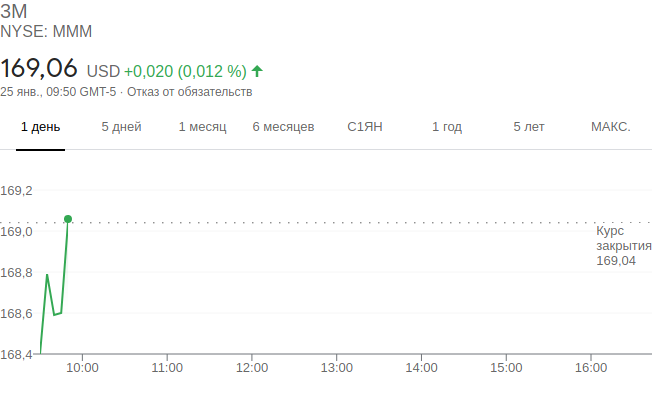 3M
NYSE: MMM
169,06 USD +0,020 (0,012 %)
25 янв., 09:50 GMT-5 · Отказ от обязательств
1 день 5 дней 1 месяц 6 месяцев С1ЯН 1 год 5 лет МАКС.
169,2
169,0
168,8
168,6
168,4
Курс
закрытия
169,04
10:00 11:00 12:00 13:00 14:00 15:00 16:00